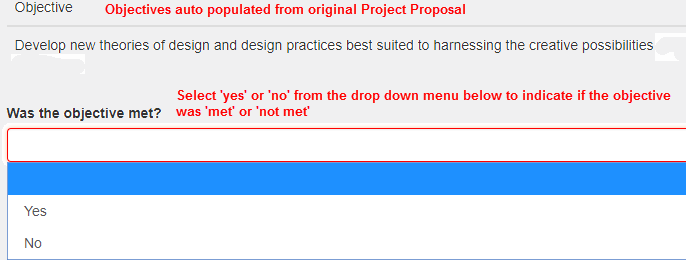 Objective Objectives auto populated from original Project Proposal
Develop new theories of design and design practices best suited to harnessing the creative possibilities
Select 'yes' or 'no' from the drop down menu below to indicate if the objective
Was the objective met? was 'met' or 'not met'
Yes
No